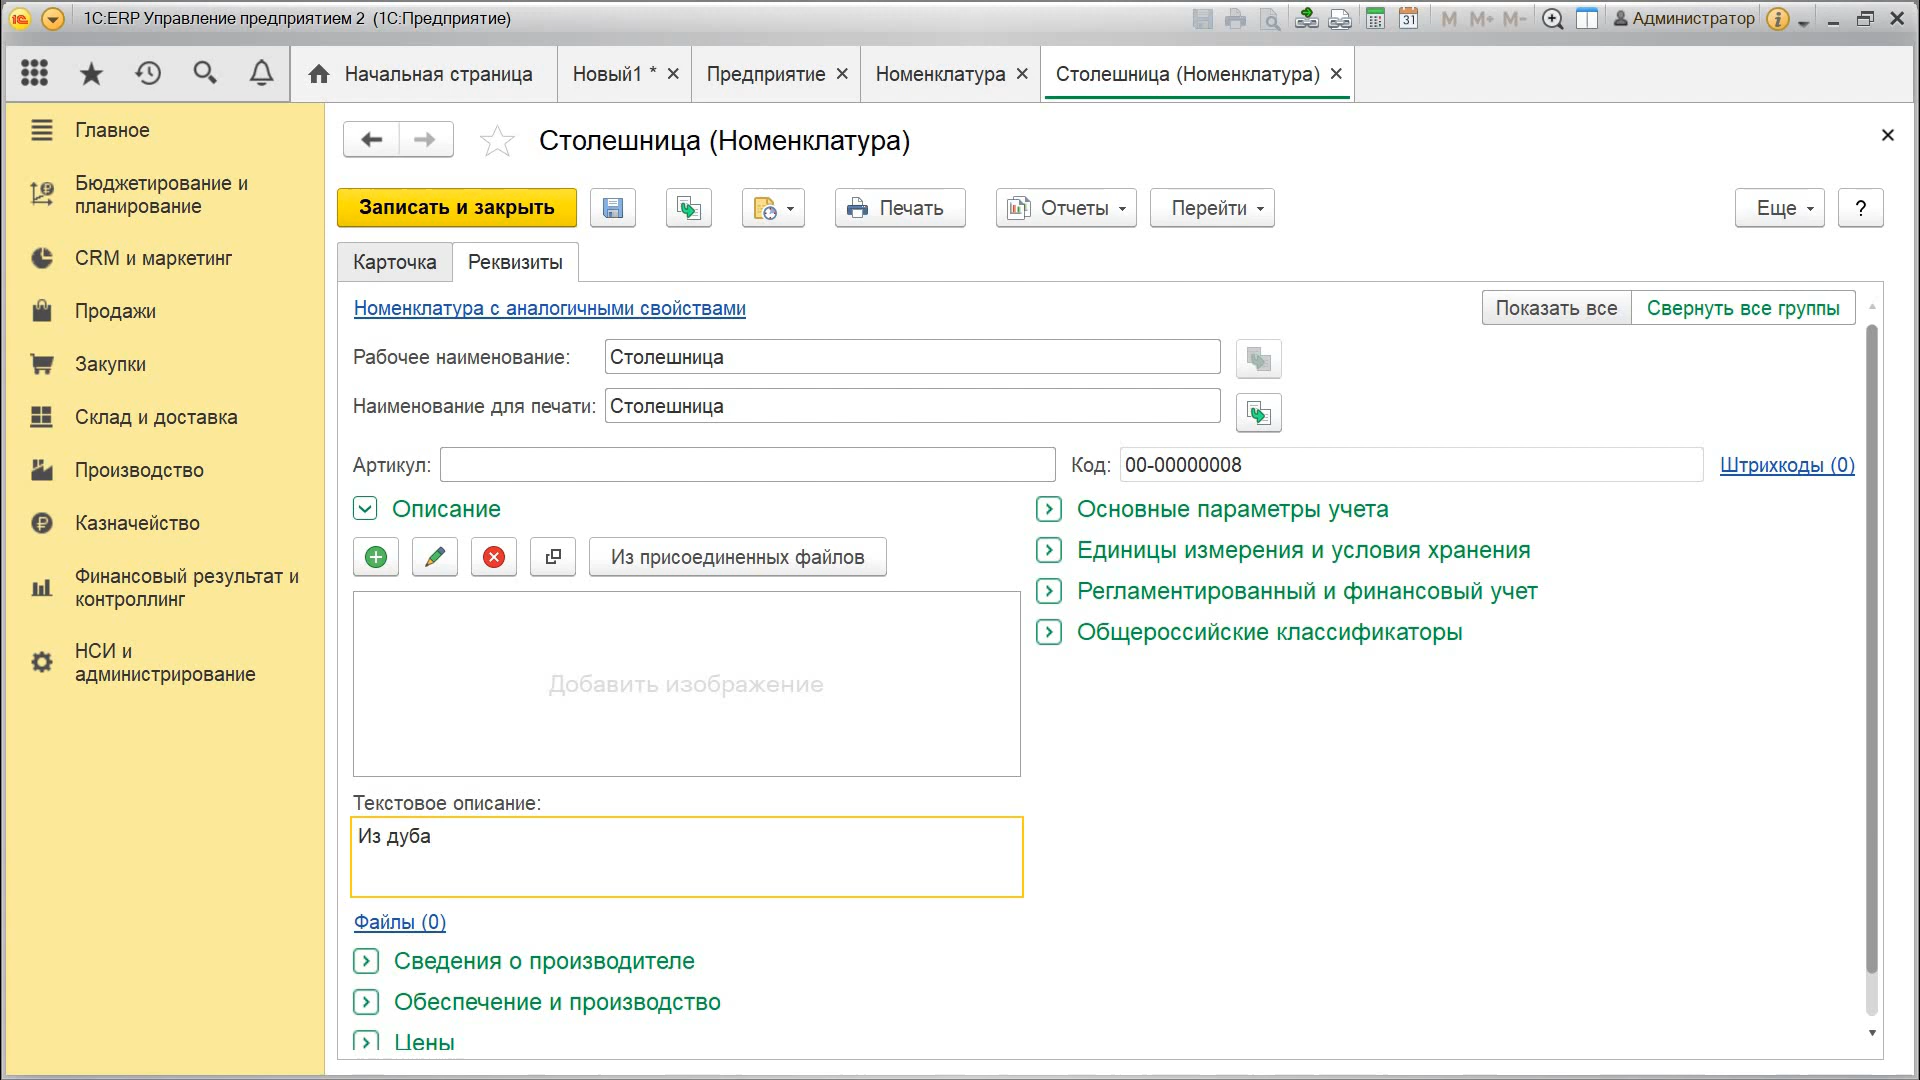 1С:ERP Управление предприятием 2 (1С:Предприятие)
31
M M+ M-
Администратор
Начальная страница
Новый1 *
Предприятие
Номенклатура
Столешница (Номенклатура)
Главное
Бюджетирование и
планирование
CRM и маркетинг
Продажи
Закупки
Склад и доставка
Производство
Казначейство
Финансовый результат и
контроллинг
НСИ и
администрирование
Столешница (Номенклатура)
Записать и закрыть
Печать
Отчеты
Перейти
Еще
?
Карточка
Реквизиты
Номенклатура с аналогичными свойствами
Показать все
Свернуть все группы
Рабочее наименование: Столешница
Наименование для печати: Столешница
Артикул:
Код: 00-00000008
Штрихкоды (0)
Описание
Из присоединенных файлов
Добавить изображение
Текстовое описание:
Из дуба
Файлы (0)
Сведения о производителе
Обеспечение и производство
Цены
Основные параметры учета
Единицы измерения и условия хранения
Регламентированный и финансовый учет
Общероссийские классификаторы